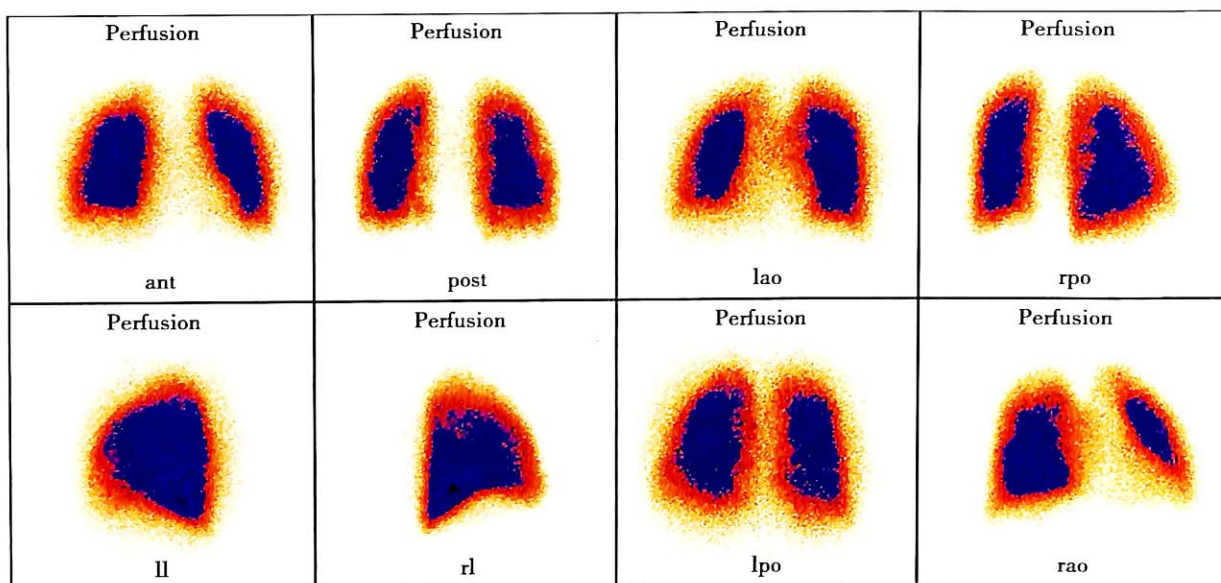 Perfusion
Perfusion
Perfusion
Perfusion
ant
post
lao
rpo
Perfusion
Perfusion
Perfusion
Perfusion
ll
rl
lpo
rao